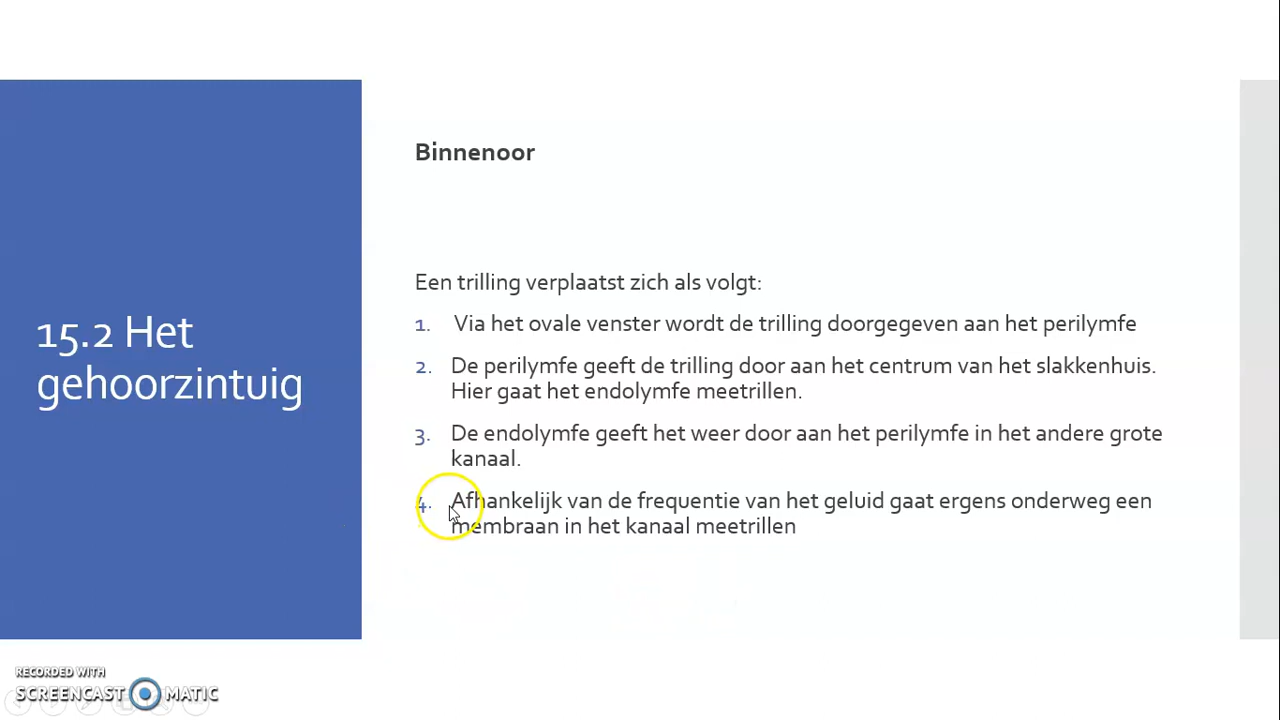 15.2 Het
gehoorzintuig
Binnenoor
Een trilling verplaatst zich als volgt:
1. Via het ovale venster wordt de trilling doorgegeven aan het perilymfe
2. De perilymfe geeft de trilling door aan het centrum van het slakkenhuis.
Hier gaat het endolymfe meetrillen.
3. De endolymfe geeft het weer door aan het perilymfe in het andere grote
kanaal.
4. Afhankelijk van de frequentie van het geluid gaat ergens onderweg een
membraan in het kanaal meetrillen
RECORDED WITH
SCREENCAST MATIC